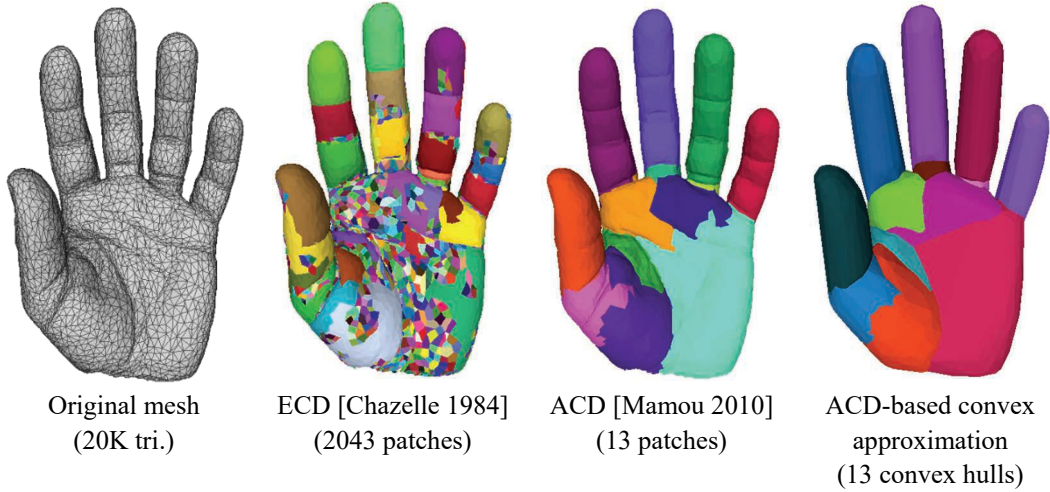 Original mesh
(20K tri.)
ECD [Chazelle 1984]
(2043 patches)
ACD [Mamou 2010]
(13 patches)
ACD-based convex
approximation
(13 convex hulls)